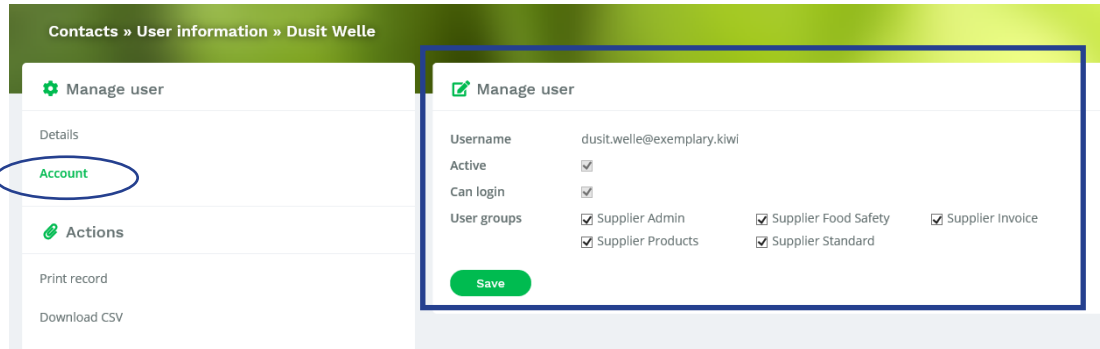 Contacts » User information » Dusit Welle
Manage user
Details
Account
Actions
Print record
Download CSV
Manage user
Username dusit.welle@exemplary.kiwi
Active
Can login
User groups Supplier Admin Supplier Food Safety Supplier Invoice
Supplier Products Supplier Standard
Save